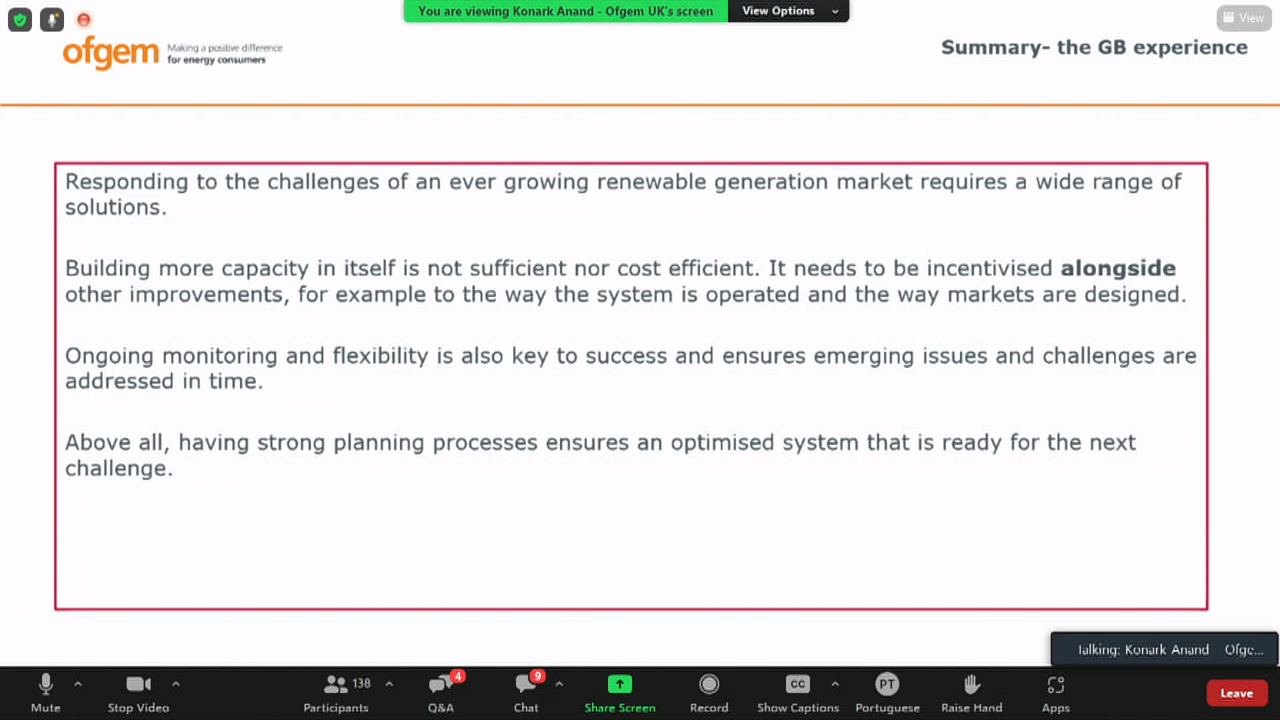 You are viewing Konark Anand - Ofgem UK's screen
View Options
View
ofgem
Making a positive difference
for energy consumers
Summary- the GB experience
Responding to the challenges of an ever growing renewable generation market requires a wide range of
solutions.
Building more capacity in itself is not sufficient nor cost efficient. It needs to be incentivised alongside
other improvements, for example to the way the system is operated and the way markets are designed.
Ongoing monitoring and flexibility is also key to success and ensures emerging issues and challenges are
addressed in time.
Above all, having strong planning processes ensures an optimised system that is ready for the next
challenge.
Talking: Konark Anand Ofge...
138
4
9
CC
PT
Mute
Stop Video
Participants
Q&A
Chat
Share Screen
Record
Show Captions
Portuguese
Raise Hand
Apps
Leave